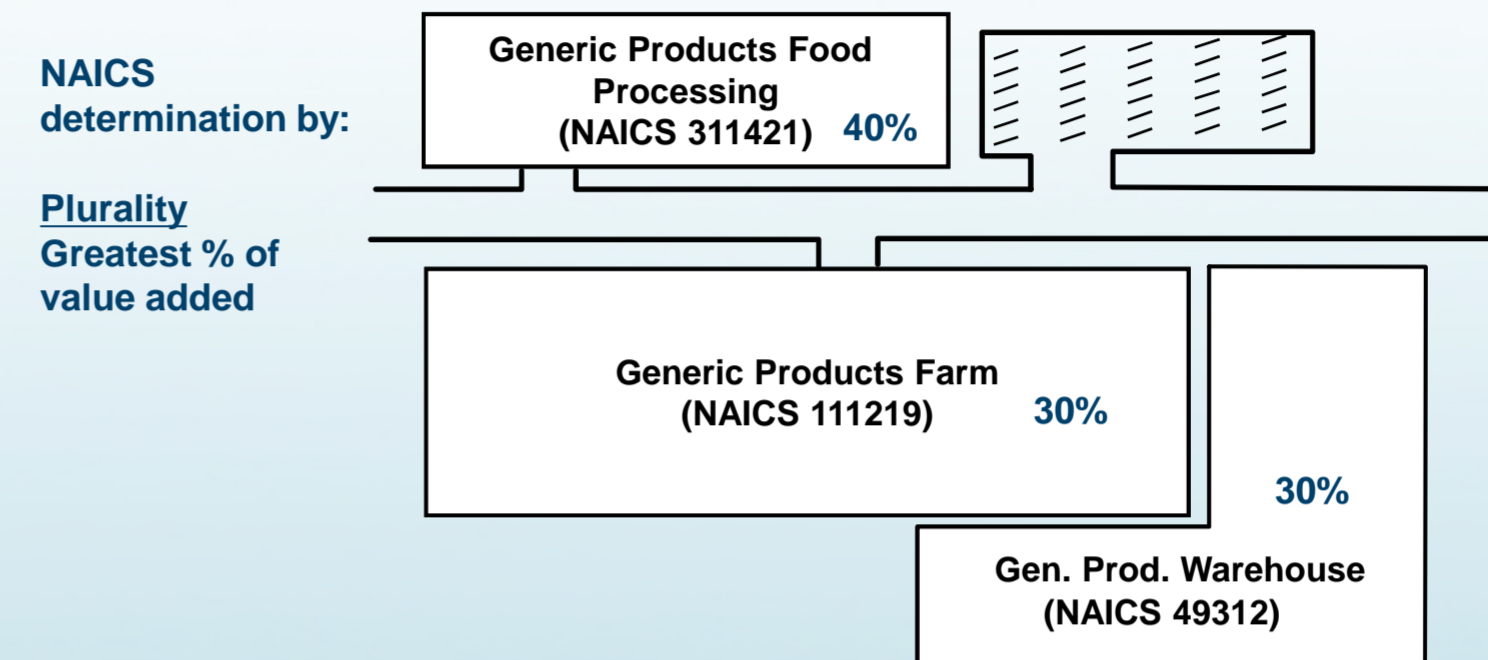 NAICS
determination by:
Plurality
Greatest % of
value added
Generic Products Food
Processing
(NAICS 311421) 40%
Generic Products Farm
(NAICS 111219) 30%
30%
Gen. Prod. Warehouse
(NAICS 49312)